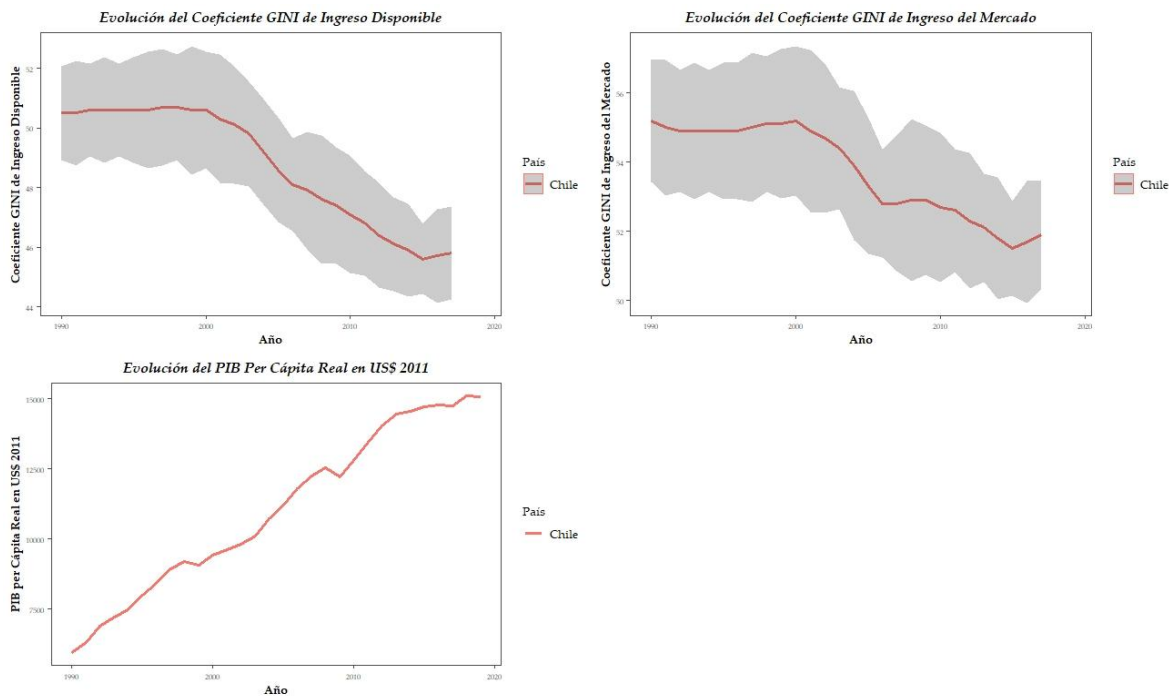 Evolución del Coeficiente GINI de Ingreso Disponible
Coeficiente GINI de Ingreso Disponible
52
50
48
46
44
1990
2000
2010
2020
Año
País
Chile
Evolución del Coeficiente GINI de Ingreso del Mercado
Coeficiente GINI de Ingreso del Mercado
56
54
52
50
1990
2000
2010
2020
Año
País
Chile
Evolución del PIB Per Cápita Real en US$ 2011
PIB per Cápita Real en US$ 2011
15000
12500
10000
7500
1990
2000
2010
2020
Año
País
Chile